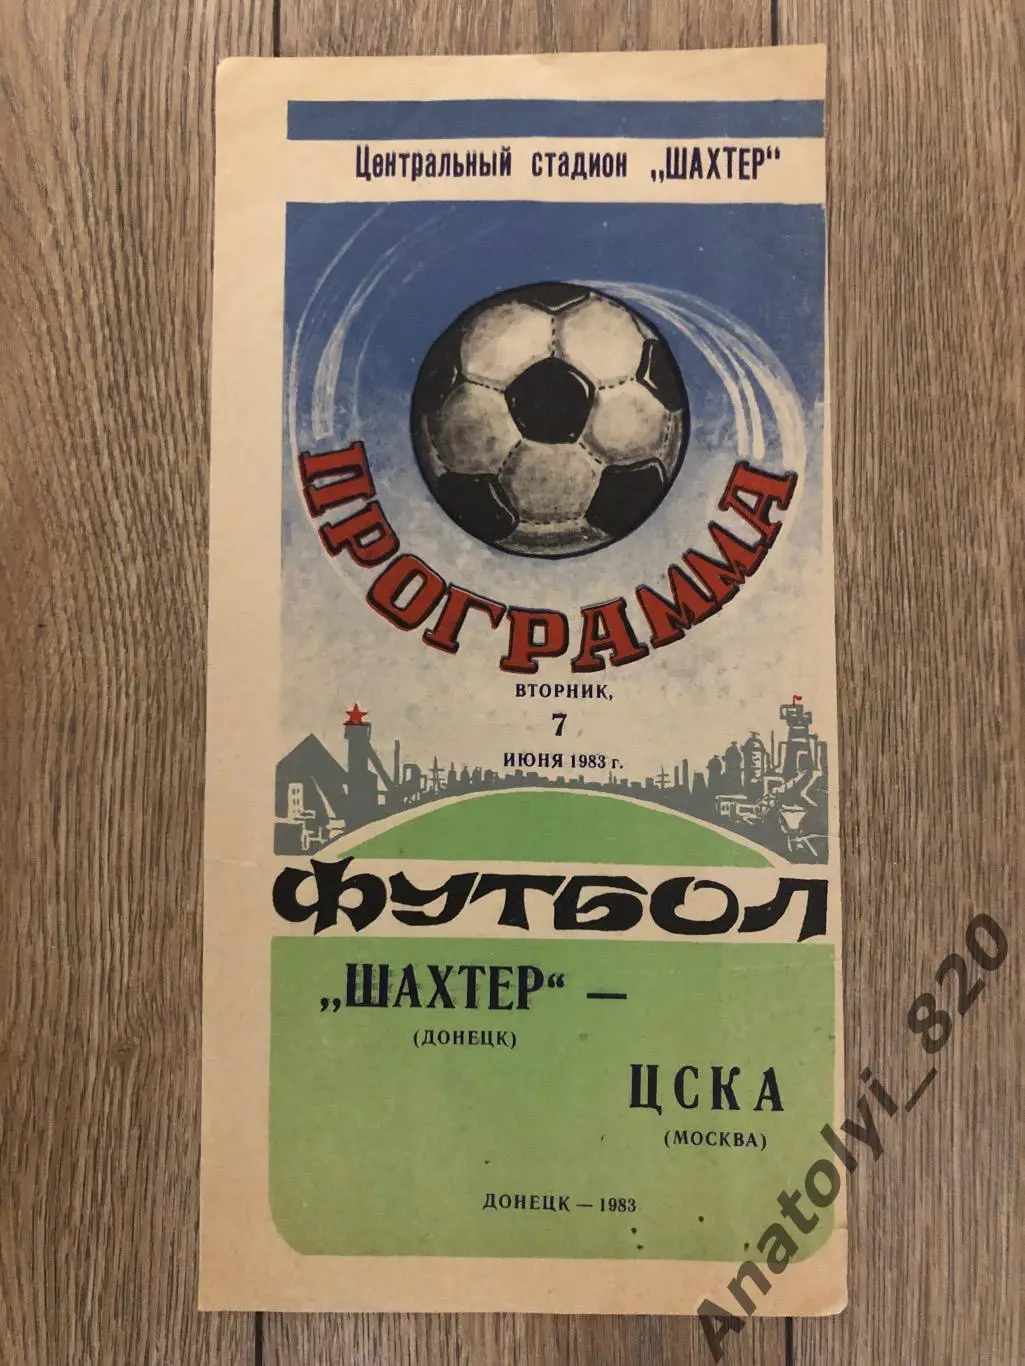 Центральный стадион „ШАХТЕР"
ПРОГРАММА
ВТОРНИК,
7
ИЮНЯ 1983 г.
ФУТБОЛ
„ШАХТЕР" —
(ДОНЕЦК)
ЦСКА
(МОСКВА)
ДОНЕЦК — 1983
Anatolyi_820